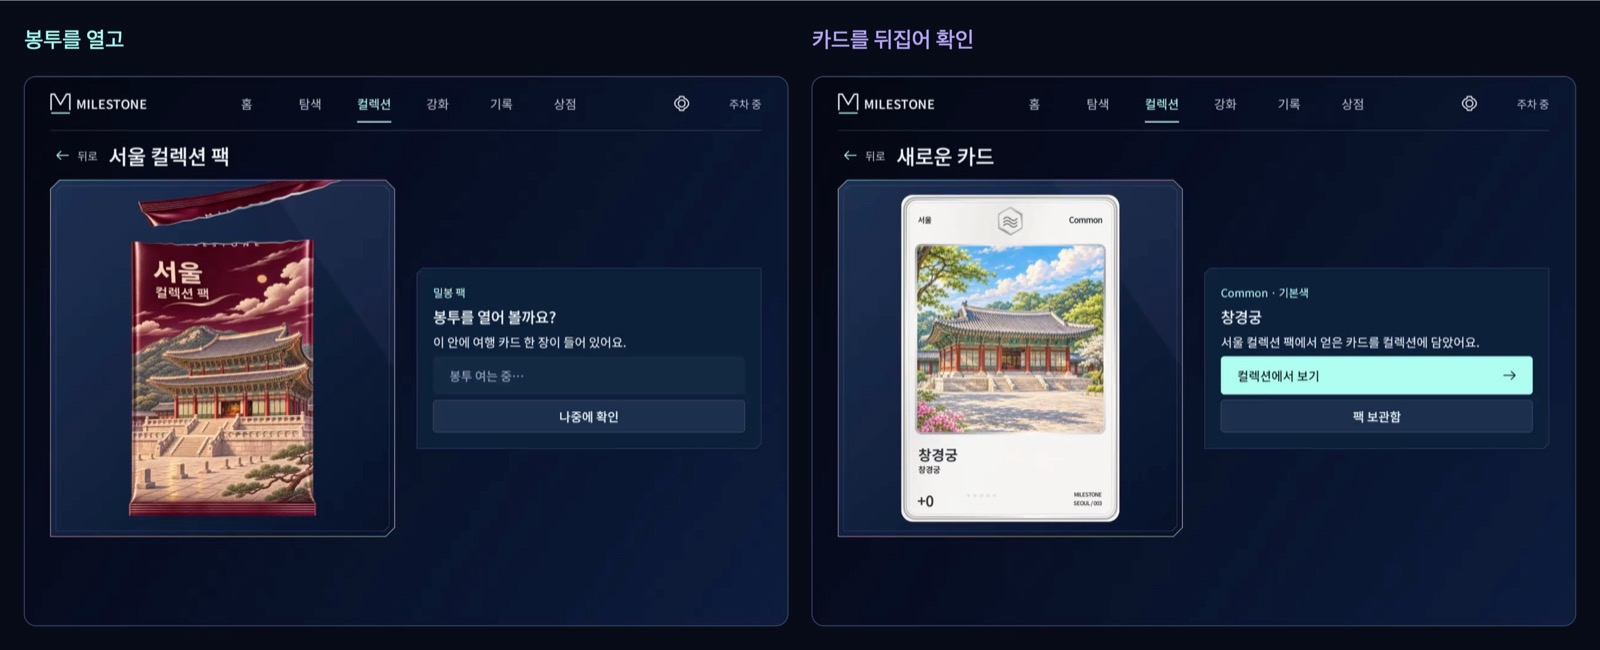 봉투를 열고
MILESTONE
홈 탐색 컬렉션 강화 기록 상점 주차 중
← 뒤로 서울 컬렉션 팩
서울
컬렉션 팩
밀봉 팩
봉투를 열어 볼까요?
이 안에 여행 카드 한 장이 들어 있어요.
봉투 여는 중···
나중에 확인
카드를 뒤집어 확인
MILESTONE
홈 탐색 컬렉션 강화 기록 상점 주차 중
← 뒤로 새로운 카드
서울 Common
창경궁
창경궁
+0
MILESTONE
SEOUL / 003
Common · 기본색
창경궁
서울 컬렉션 팩에서 얻은 카드를 컬렉션에 담았어요.
컬렉션에서 보기 →
팩 보관함